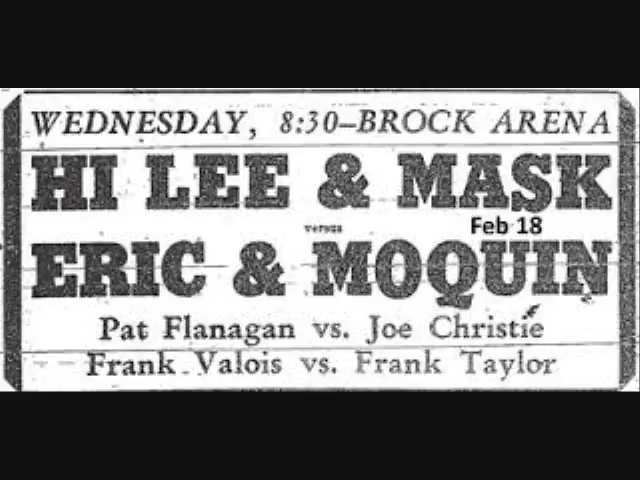 WEDNESDAY, 8:30-BROCK ARENA
HI LEE & MASK
versus
Feb 18
ERIC & MOQUIN
Pat Flanagan vs. Joe Christie
Frank Valois vs. Frank Taylor